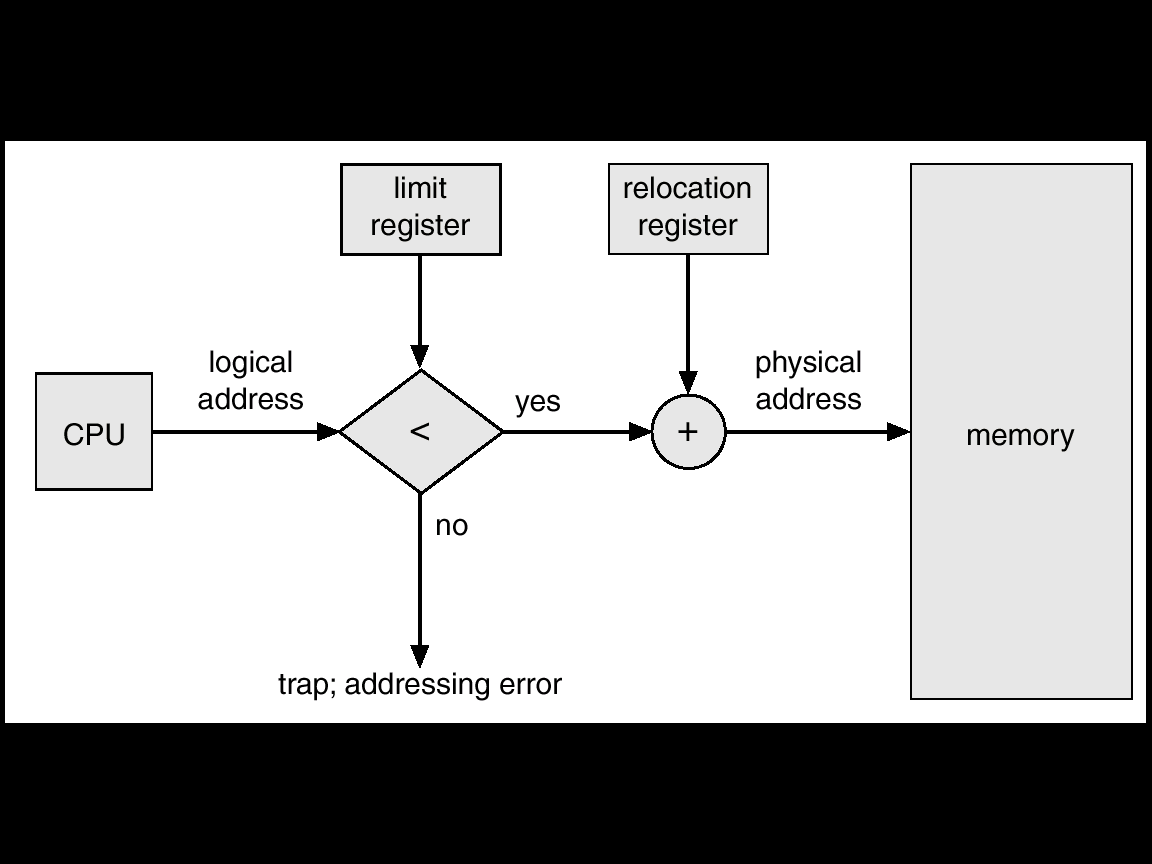 limit
register
relocation
register
logical
address
yes
physical
address
CPU
<
+
memory
no
trap; addressing error